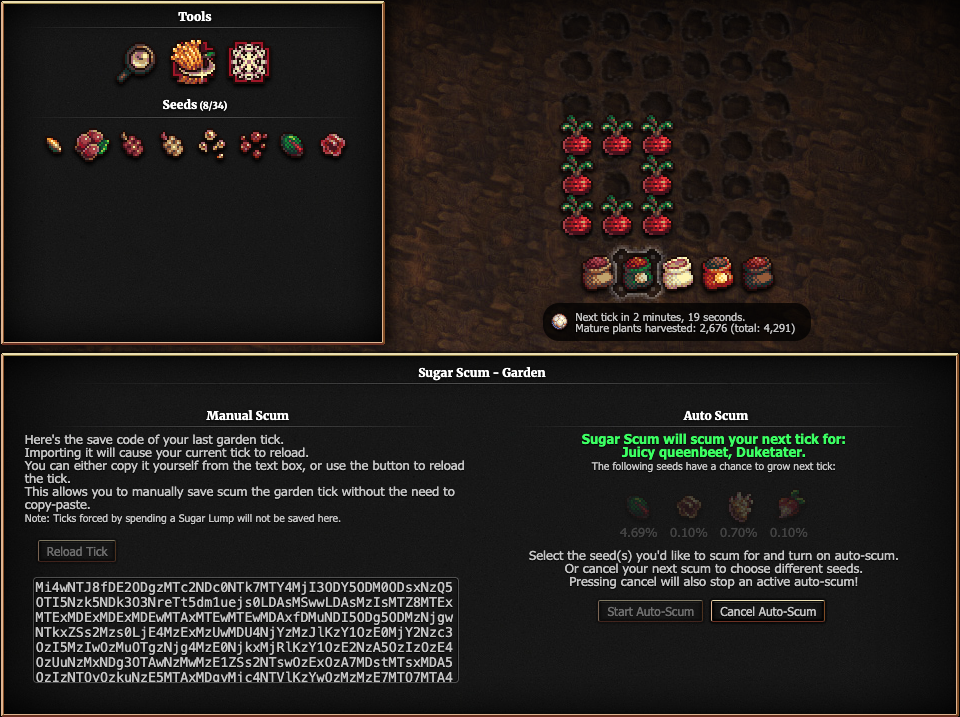 Tools
Seeds (8/34)
Next tick in 2 minutes, 19 seconds.
Mature plants harvested: 2,676 (total: 4,291)
Sugar Scum - Garden
Manual Scum
Here's the save code of your last garden tick.
Importing it will cause your current tick to reload.
You can either copy it yourself from the text box, or use the button to reload
the tick.
This allows you to manually save scum the garden tick without the need to
copy-paste.
Note: Ticks forced by spending a Sugar Lump will not be saved here.
Reload Tick
Mi4wNTJ8fDE2ODgzMTc2NDc0NTk7MTY4MjI3ODY5ODM0ODsxNzQ5
OTI5Nzk5NDk3O3NreTt5dm1uejs0LDAsMSwwLDAsMzIsMTZ8MTEx
MTExMDExMDExMDEwMTAxMTEwMTEwMDAxfDMuNDI5ODg5ODMzNjgw
NTkxZSs2Mzs0LjE4MzExMzUwMDU4NjYzMzJlKzY1OzE0MjY2Nzc3
OzI5MzIwOzMuOTgzNjg4MzE3MDkwODQ4
Auto Scum
Sugar Scum will scum your next tick for:
Juicy queenbeet, Duketater.
The following seeds have a chance to grow next tick:
4.69% 0.10% 0.70% 0.10%
Select the seed(s) you'd like to scum for and turn on auto-scum.
Or cancel your next scum to choose different seeds.
Pressing cancel will also stop an active auto-scum!
Start Auto-Scum
Cancel Auto-Scum